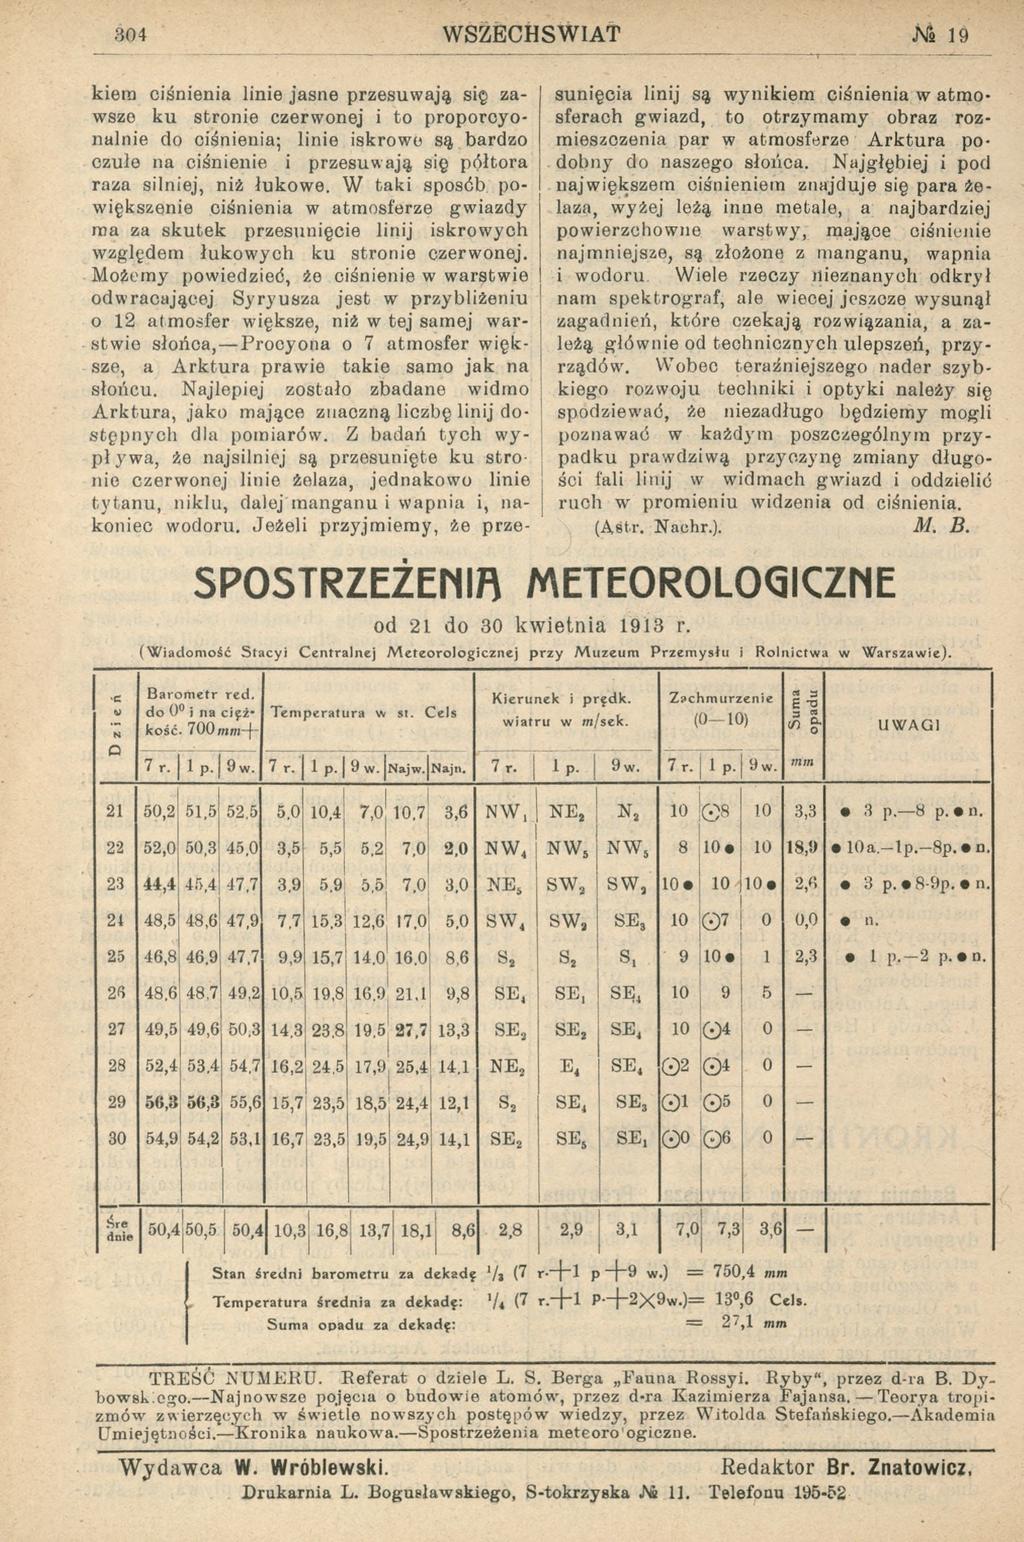 304 WSZECHSWIAT № 19
kiem ciśnienia linie jasne przesuwają się za-
wsze ku stronie czerwonej i to proporcyo-
nalnie do ciśnienia; linie iskrowe są bardzo
czułe na ciśnienie i przesuwają się półtora
raza silniej, niż łukowe. W taki sposób po-
większenie ciśnienia w atmosferze gwiazdy
ma za skutek przesunięcie linij iskrowych
względem łukowych ku stronie czerwonej.
Możemy powiedzieć, że ciśnienie w warstwie
odwracającej Syryusza jest w przybliżeniu
o 12 atmosfer większe, niż w tej samej war-
stwie słońca,—Procyona o 7 atmosfer więk-
sze, a Arktura prawie takie samo jak na
słońcu. Najlepiej zostało zbadane widmo
Arktura, jako mające znaczną liczbę linij do-
stępnych dla pomiarów. Z badań tych wy-
pływa, że najsilniej są przesunięte ku stro-
nie czerwonej linie żelaza, jednakowo linie
tytanu, niklu, dalej manganu i wapnia i, na-
koniec wodoru. Jeżeli przyjmiemy, że prze-
sunięcia linij są wynikiem ciśnienia w atmo-
sferach gwiazd, to otrzymamy obraz roz-
mieszczenia par w atmosferze Arktura po-
dobny do naszego słońca. Najgłębiej i pod
największem ciśnieniem znajduje się para że-
laza, wyżej leżą inne metale, a najbardziej
powierzchowne warstwy, mające ciśnienie
najmniejsze, są złożone z manganu, wapnia
i wodoru. Wiele rzeczy nieznanych odkrył
nam spektrograf, ale wiecej jeszcze wysunął
zagadnień, które czekają rozwiązania, a za-
leżą głównie od technicznych ulepszeń, przy-
rządów. Wobec teraźniejszego nader szyb-
kiego rozwoju techniki i optyki należy się
spodziewać, że niezadługo będziemy mogli
poznawać w każdym poszczególnym przy-
padku prawdziwą przyczynę zmiany długo-
ści fali linij w widmach gwiazd i oddzielić
ruch w promieniu widzenia od ciśnienia.
(Astr. Nachr.). M. B.
SPOSTRZEŻENIA METEOROLOGICZNE
od 21 do 30 kwietnia 1913 r.
(Wiadomość Stacyi Centralnej Meteorologicznej przy Muzeum Przemysłu i Rolnictwa w Warszawie).
Dzień Barometr red. do 0° i na cięż- kość. 700 mm+ Temperatura w st. Cels Kierunek i prędk. wiatru w m/sek. Zachmurzenie (0—10) Suma opadu UWAGI
7 r. 1 p. 9 w. 7 r. 1 p. 9 w. Najw. Najn. 7 r. 1 p. 9 w. 7 r. 1 p. 9 w. mm
21 50,2 51,5 52,5 5,0 10,4 7,0 10,7 3,6 NW₁ NE₂ N₂ 10 ⊙8 10 3,3 • 3 p.—8 p. • n.
22 52,0 50,3 45,0 3,5 5,5 5,2 7,0 2,0 NW₄ NW₅ NW₅ 8 10• 10 18,9 • 10a.—1p.—8p. • n.
23 44,4 45,4 47,7 3,9 5,9 5,5 7,0 3,0 NE₅ SW₂ SW₃ 10• 10 10• 2,6 • 3 p. • 8-9p. • n.
24 48,5 48,6 47,9 7,7 15,3 12,6 17,0 5,0 SW₄ SW₃ SE₃ 10 ⊙7 0 0,0 • n.
25 46,8 46,9 47,7 9,9 15,7 14,0 16,0 8,6 S₂ S₂ S₁ 9 10• 1 2,3 • 1 p.—2 p. • n.
26 48,6 48,7 49,2 10,5 19,8 16,9 21,1 9,8 SE₄ SE₁ SE₄ 10 9 5 —
27 49,5 49,6 50,3 14,3 23,8 19,5 27,7 13,3 SE₂ SE₂ SE₄ 10 ⊙4 0 —
28 52,4 53,4 54,7 16,2 24,5 17,9 25,4 14,1 NE₂ E₄ SE₄ ⊙2 ⊙4 0 —
29 56,3 56,3 55,6 15,7 23,5 18,5 24,4 12,1 S₂ SE₄ SE₃ ⊙1 ⊙5 0 —
30 54,9 54,2 53,1 16,7 23,5 19,5 24,9 14,1 SE₂ SE₅ SE₁ ⊙0 ⊙6 0 —
Śre dnie 50,4 50,5 50,4 10,3 16,8 13,7 18,1 8,6 2,8 2,9 3,1 7,0 7,3 3,6 —
Stan średni barometru za dekadę ¹/₃ (7 r.+1 p+9 w.) = 750,4 mm
Temperatura średnia za dekadę: ¹/₄ (7 r.+1 p.+2×9w.)= 13°,6 Cels.
Suma opadu za dekadę: = 27,1 mm
TREŚĆ NUMERU. Referat o dziele L. S. Berga „Fauna Rossyi. Ryby“, przez d-ra B. Dy-
bowskiego.—Najnowsze pojęcia o budowie atomów, przez d-ra Kazimierza Fajansa.—Teorya tropi-
zmów zwierzęcych w świetle nowszych postępów wiedzy, przez Witolda Stefańskiego.—Akademia
Umiejętności.—Kronika naukowa.—Spostrzeżenia meteorologiczne.
Wydawca W. Wróblewski. Redaktor Br. Znatowicz.
Drukarnia L. Bogusławskiego, S-tokrzyska № 11. Telefonu 195-52